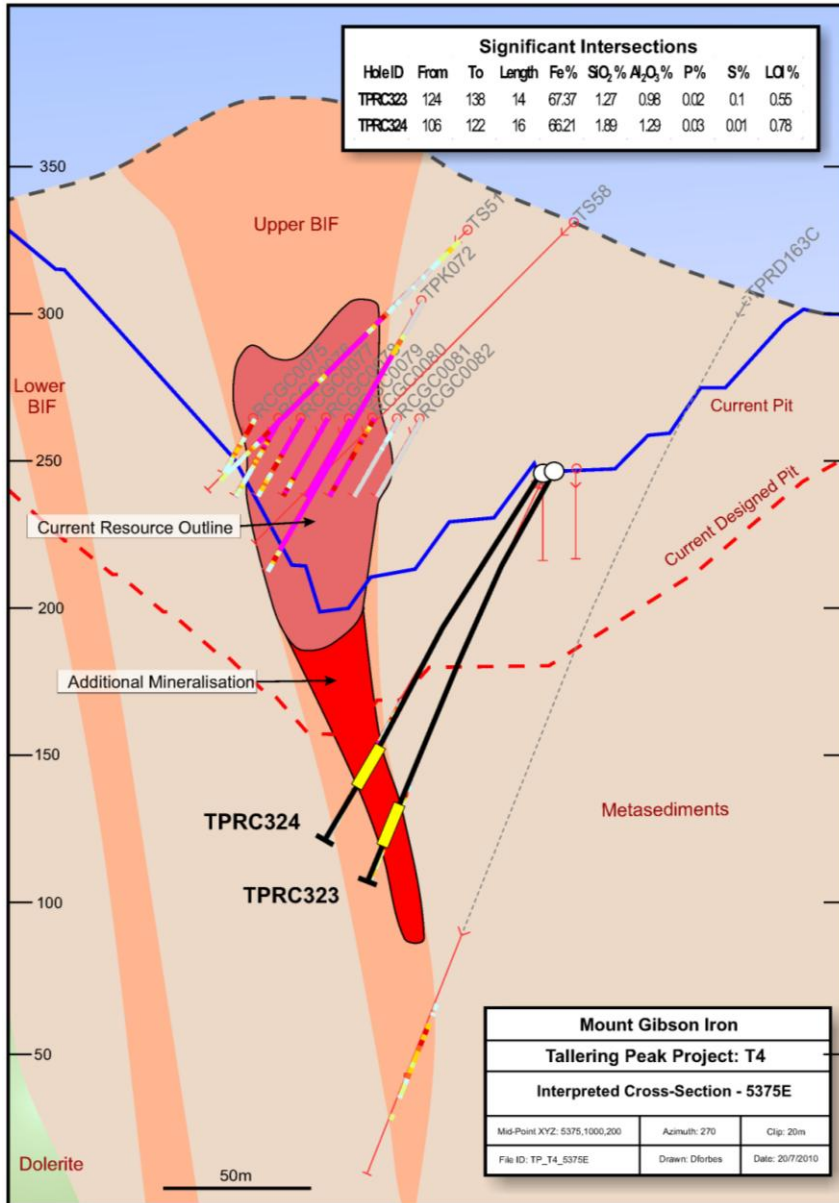 Significant Intersections
Hole ID From To Length Fe % SiO₂ % Al₂O₃ % P % S % LOI %
TPRC323 124 138 14 67.37 1.27 0.98 0.02 0.1 0.55
TPRC324 106 122 16 66.21 1.89 1.29 0.03 0.01 0.78
350
Upper BIF
TS51
TS58
TPK072
TPRD163C
300
300
RCGC0075
RCGC0077
RCGC0080
RCGC0081
RCGC0082
Lower
BIF
Current Pit
250
Current Resource Outline
Current Designed Pit
200
Additional Mineralisation
150
TPRC324
Metasediments
TPRC323
100
50
Dolerite
50m
Mount Gibson Iron
Tallering Peak Project: T4
Interpreted Cross-Section - 5375E
Mid-Point XYZ: 5375,1000,200 Azimuth: 270 Clip: 20m
File ID: TP_T4_5375E Drawn: Dforbes Date: 20/7/2010